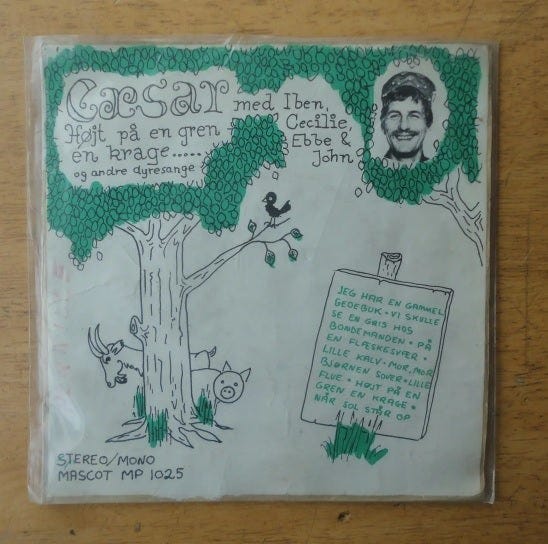 Cæsar med Iben,
Cecilie,
Ebbe &
John
Højt på en gren
en krage.....
og andre dyresange
JEG HAR EN GAMMEL
GEDEBUK • VI SKULLE
SE EN GRIS HOS
BONDEMANDEN • PÅ
EN FLÆSKESVÆR •
LILLE KALV • MOR, MOR
BJØRNEN SOVER • LILLE
FLUE • HØJT PÅ EN
GREN EN KRAGE •
NÅR SOL STÅR OP
STEREO/MONO
MASCOT MP 1025